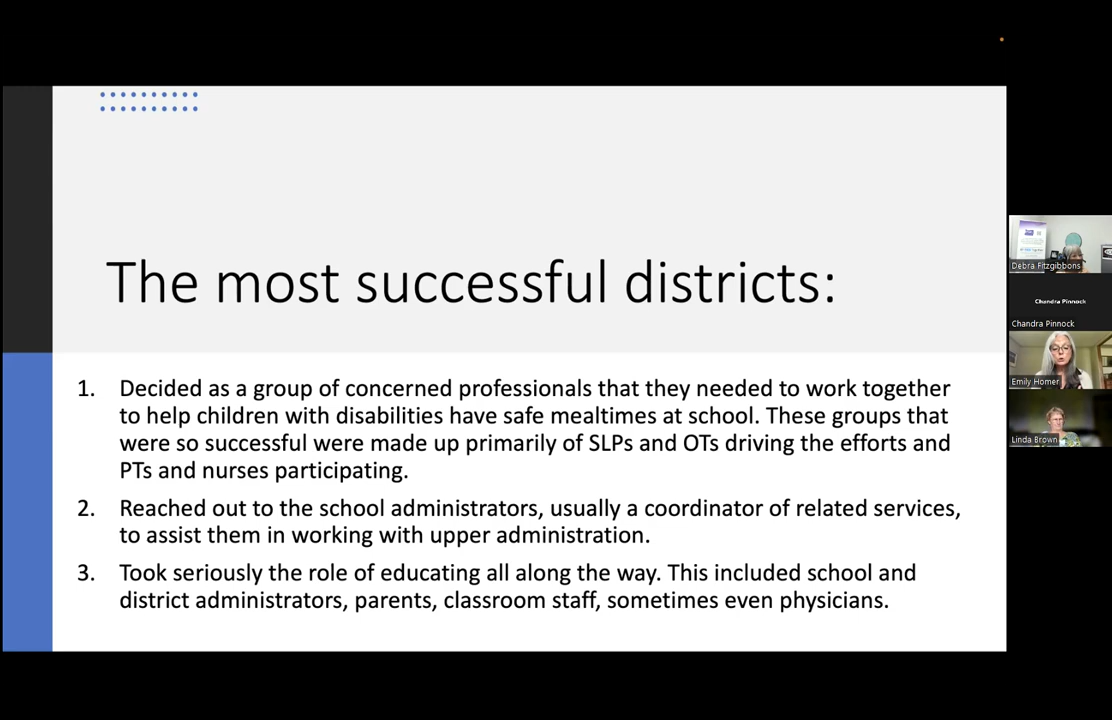 The most successful districts:
1. Decided as a group of concerned professionals that they needed to work together
to help children with disabilities have safe mealtimes at school. These groups that
were so successful were made up primarily of SLPs and OTs driving the efforts and
PTs and nurses participating.
2. Reached out to the school administrators, usually a coordinator of related services,
to assist them in working with upper administration.
3. Took seriously the role of educating all along the way. This included school and
district administrators, parents, classroom staff, sometimes even physicians.
Debra Fitzgibbons
Chandra Pinnock
Chandra Pinnock
Emily Homer
Linda Brown